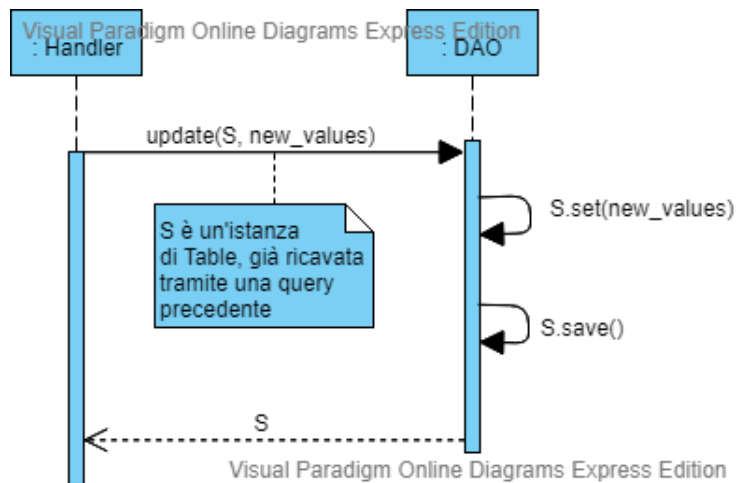 Visual Paradigm Online Diagrams Express Edition
: Handler
: DAO
update(S, new_values)
S.set(new_values)
S è un'istanza
di Table, già ricavata
tramite una query
precedente
S.save()
S
Visual Paradigm Online Diagrams Express Edition